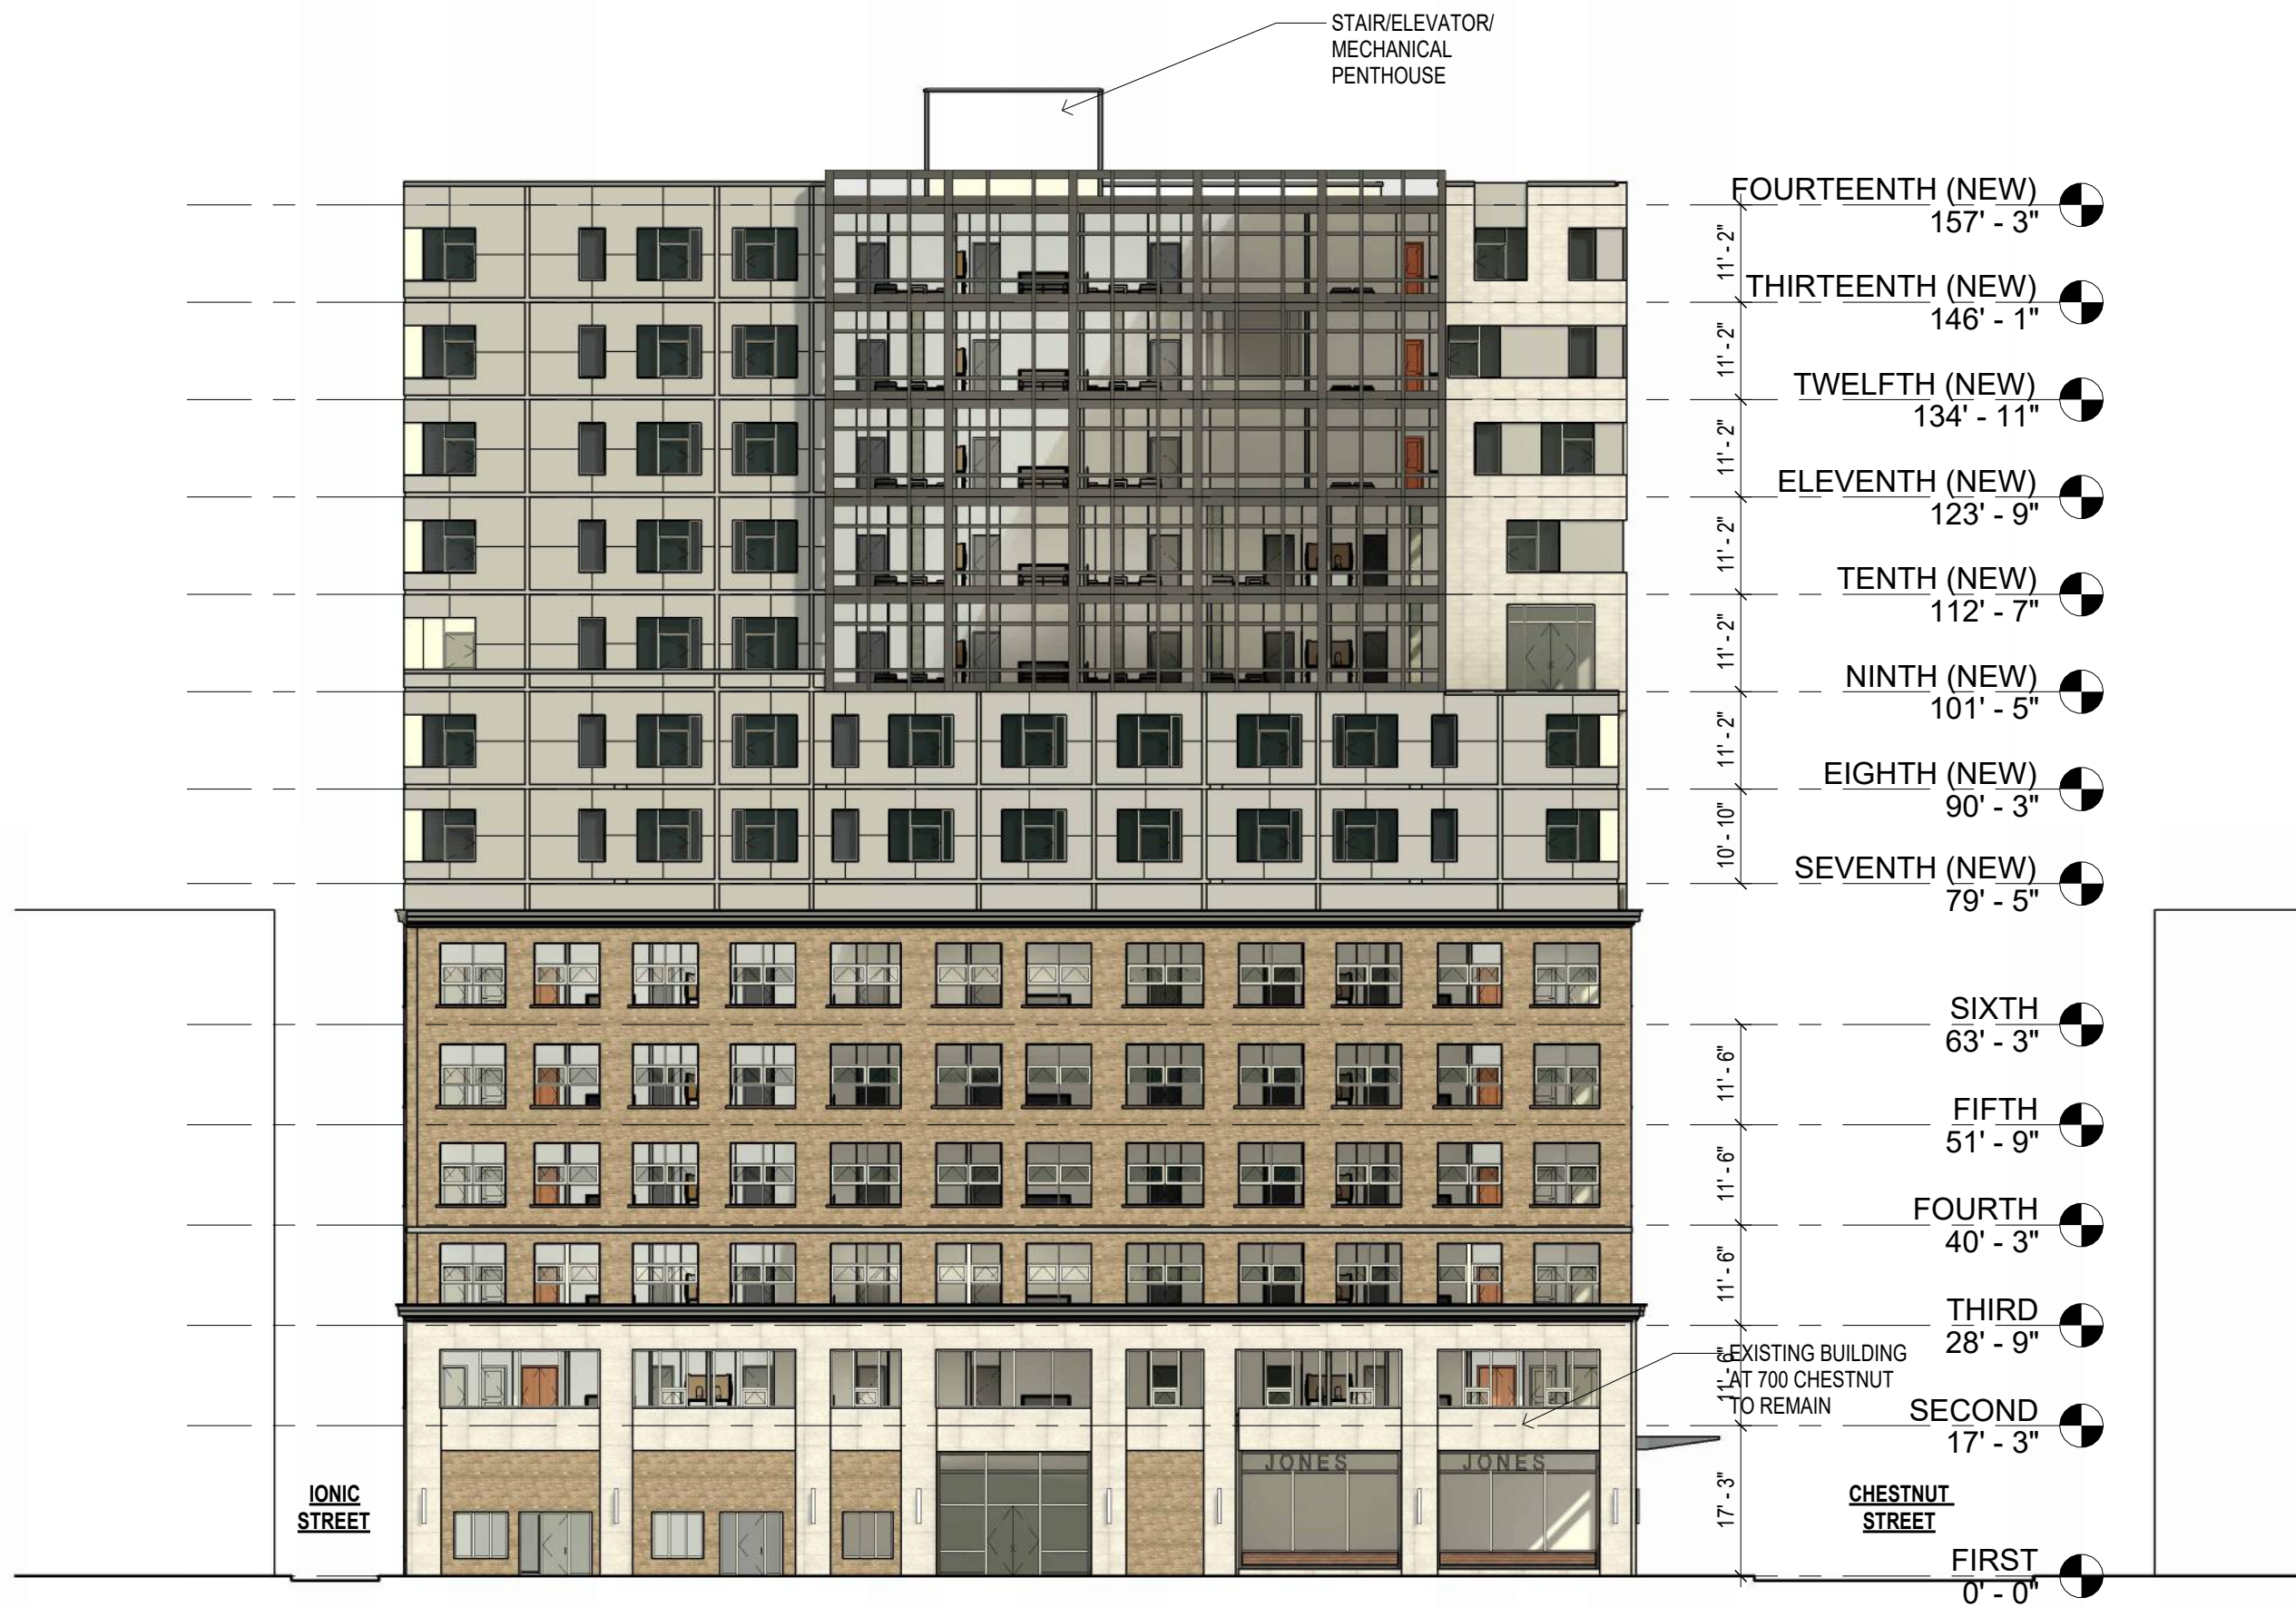 STAIR/ELEVATOR/
MECHANICAL
PENTHOUSE
FOURTEENTH (NEW)
157' - 3"
11' - 2"
THIRTEENTH (NEW)
146' - 1"
11' - 2"
TWELFTH (NEW)
134' - 11"
11' - 2"
ELEVENTH (NEW)
123' - 9"
11' - 2"
TENTH (NEW)
112' - 7"
11' - 2"
NINTH (NEW)
101' - 5"
11' - 2"
EIGHTH (NEW)
90' - 3"
10' - 10"
SEVENTH (NEW)
79' - 5"
SIXTH
63' - 3"
11' - 6"
FIFTH
51' - 9"
11' - 6"
FOURTH
40' - 3"
11' - 6"
THIRD
28' - 9"
11' - 6"
EXISTING BUILDING
AT 700 CHESTNUT
TO REMAIN
SECOND
17' - 3"
JONES
JONES
17' - 3"
IONIC
STREET
CHESTNUT
STREET
FIRST
0' - 0"